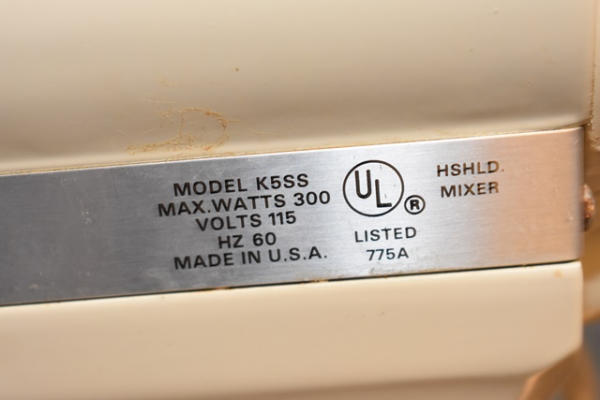 MODEL K5SS
MAX.WATTS 300
VOLTS 115
HZ 60
MADE IN U.S.A.
UL ®
LISTED
775A
HSHLD.
MIXER